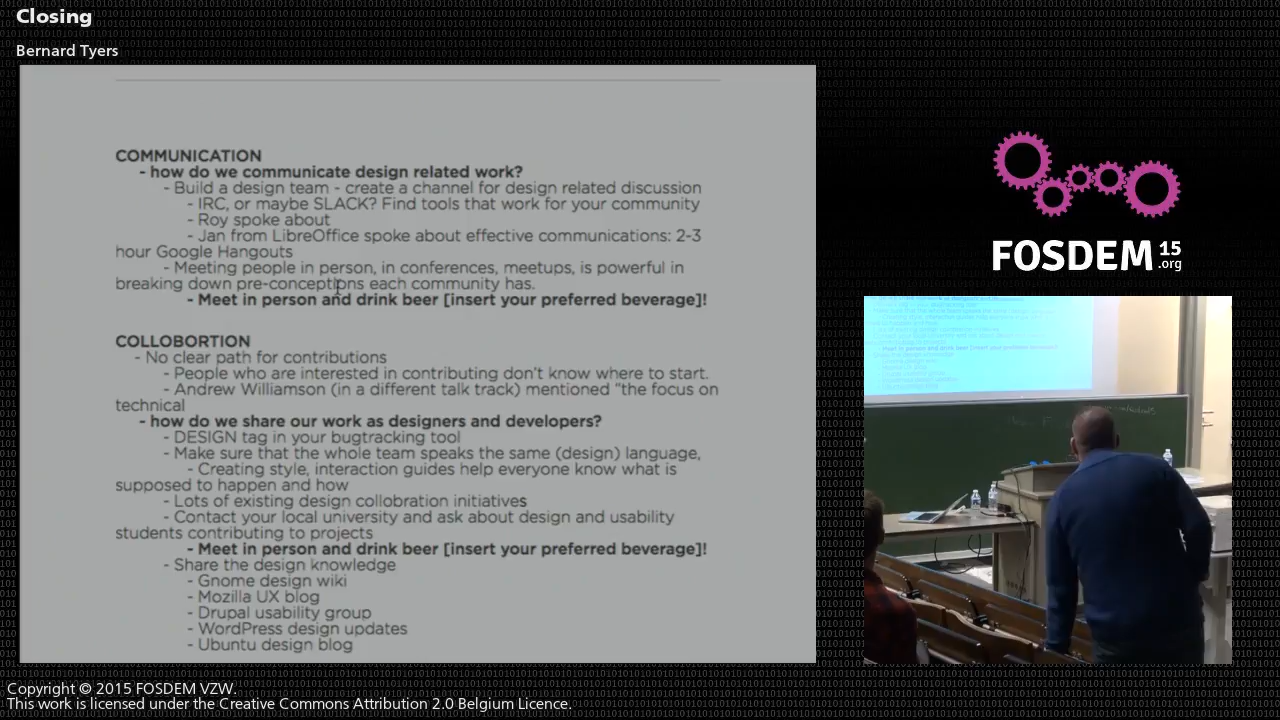 Closing
Bernard Tyers
COMMUNICATION
- how do we communicate design related work?
- Build a design team - create a channel for design related discussion
- IRC, or maybe SLACK? Find tools that work for your community
- Roy spoke about
- Jan from LibreOffice spoke about effective communications: 2-3
hour Google Hangouts
- Meeting people in person, in conferences, meetups, is powerful in
breaking down pre-conceptions each community has.
- Meet in person and drink beer [insert your preferred beverage]!
COLLOBORTION
- No clear path for contributions
- People who are interested in contributing don't know where to start.
- Andrew Williamson (in a different talk track) mentioned "the focus on
technical
- how do we share our work as designers and developers?
- DESIGN tag in your bugtracking tool
- Make sure that the whole team speaks the same (design) language,
- Creating style, interaction guides help everyone know what is
supposed to happen and how
- Lots of existing design collobration initiatives
- Contact your local university and ask about design and usability
students contributing to projects
- Meet in person and drink beer [insert your preferred beverage]!
- Share the design knowledge
- Gnome design wiki
- Mozilla UX blog
- Drupal usability group
- WordPress design updates
- Ubuntu design blog
FOSDEM 15
.org
Copyright © 2015 FOSDEM VZW.
This work is licensed under the Creative Commons Attribution 2.0 Belgium Licence.